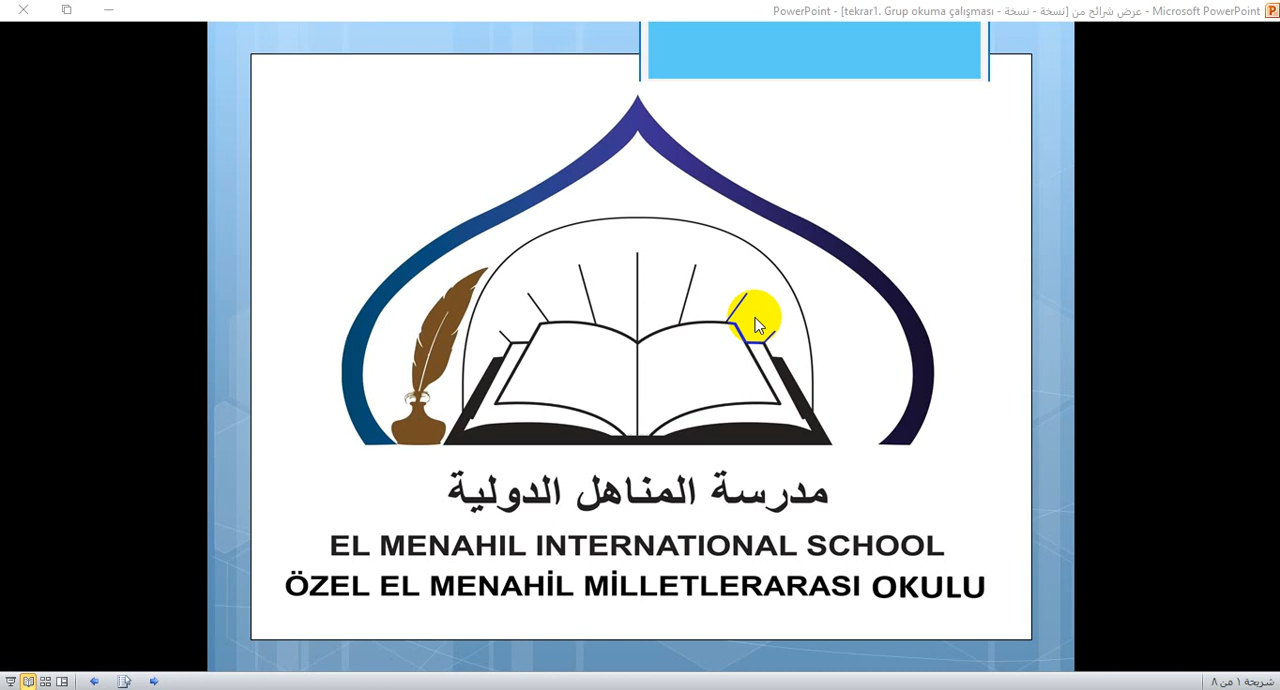 PowerPoint - [tekrar1. Grup okuma çalışması - نسخة - نسخة] عرض شرائح من - Microsoft PowerPoint
مدرسة المناهل الدولية
EL MENAHIL INTERNATIONAL SCHOOL
ÖZEL EL MENAHİL MİLLETLERARASI OKULU
شريحة ١ من ٨